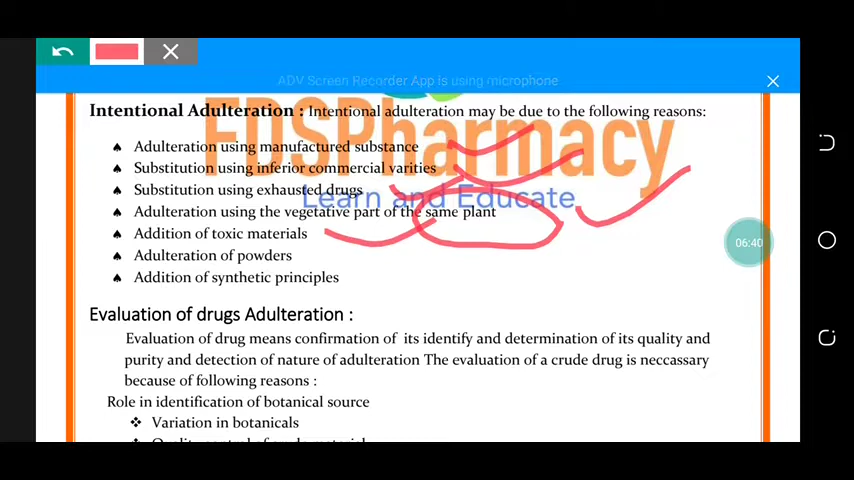 ADV Screen Recorder App is using microphone
FDSPharmacy
Learn and Educate
Intentional Adulteration : Intentional adulteration may be due to the following reasons:
Adulteration using manufactured substance
Substitution using inferior commercial varities
Substitution using exhausted drugs
Adulteration using the vegetative part of the same plant
Addition of toxic materials
06:40
Adulteration of powders
Addition of synthetic principles
Evaluation of drugs Adulteration :
Evaluation of drug means confirmation of its identify and determination of its quality and
purity and detection of nature of adulteration The evaluation of a crude drug is neccassary
because of following reasons :
Role in identification of botanical source
Variation in botanicals